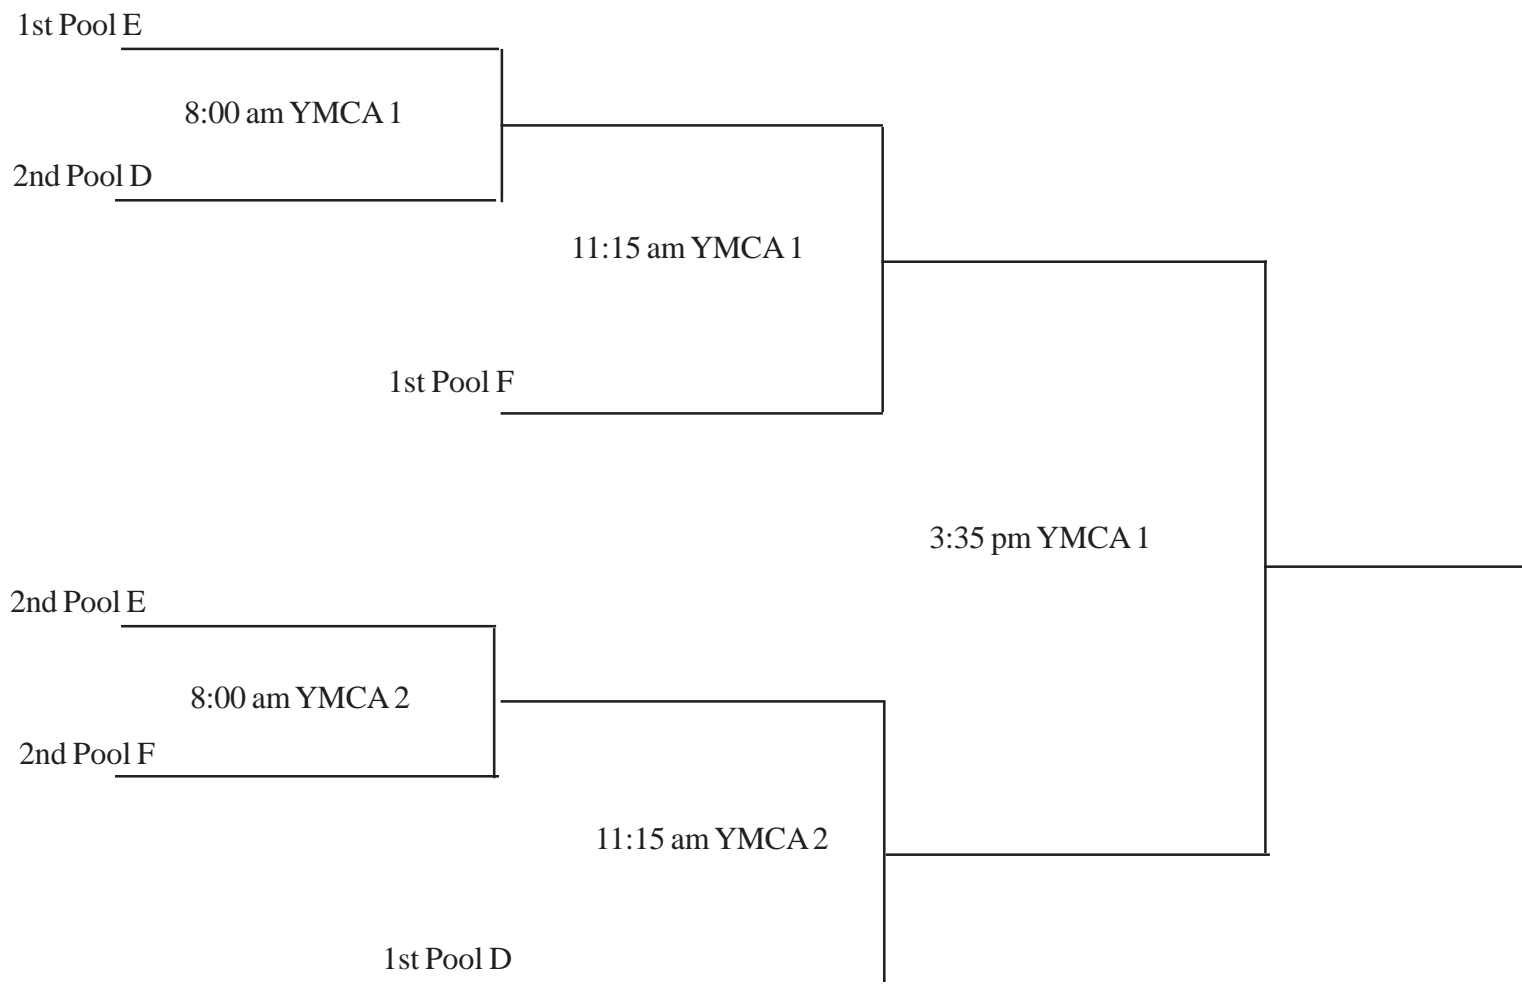 1st Pool E
8:00 am YMCA 1
2nd Pool D
11:15 am YMCA 1
1st Pool F
3:35 pm YMCA 1
2nd Pool E
8:00 am YMCA 2
2nd Pool F
11:15 am YMCA 2
1st Pool D